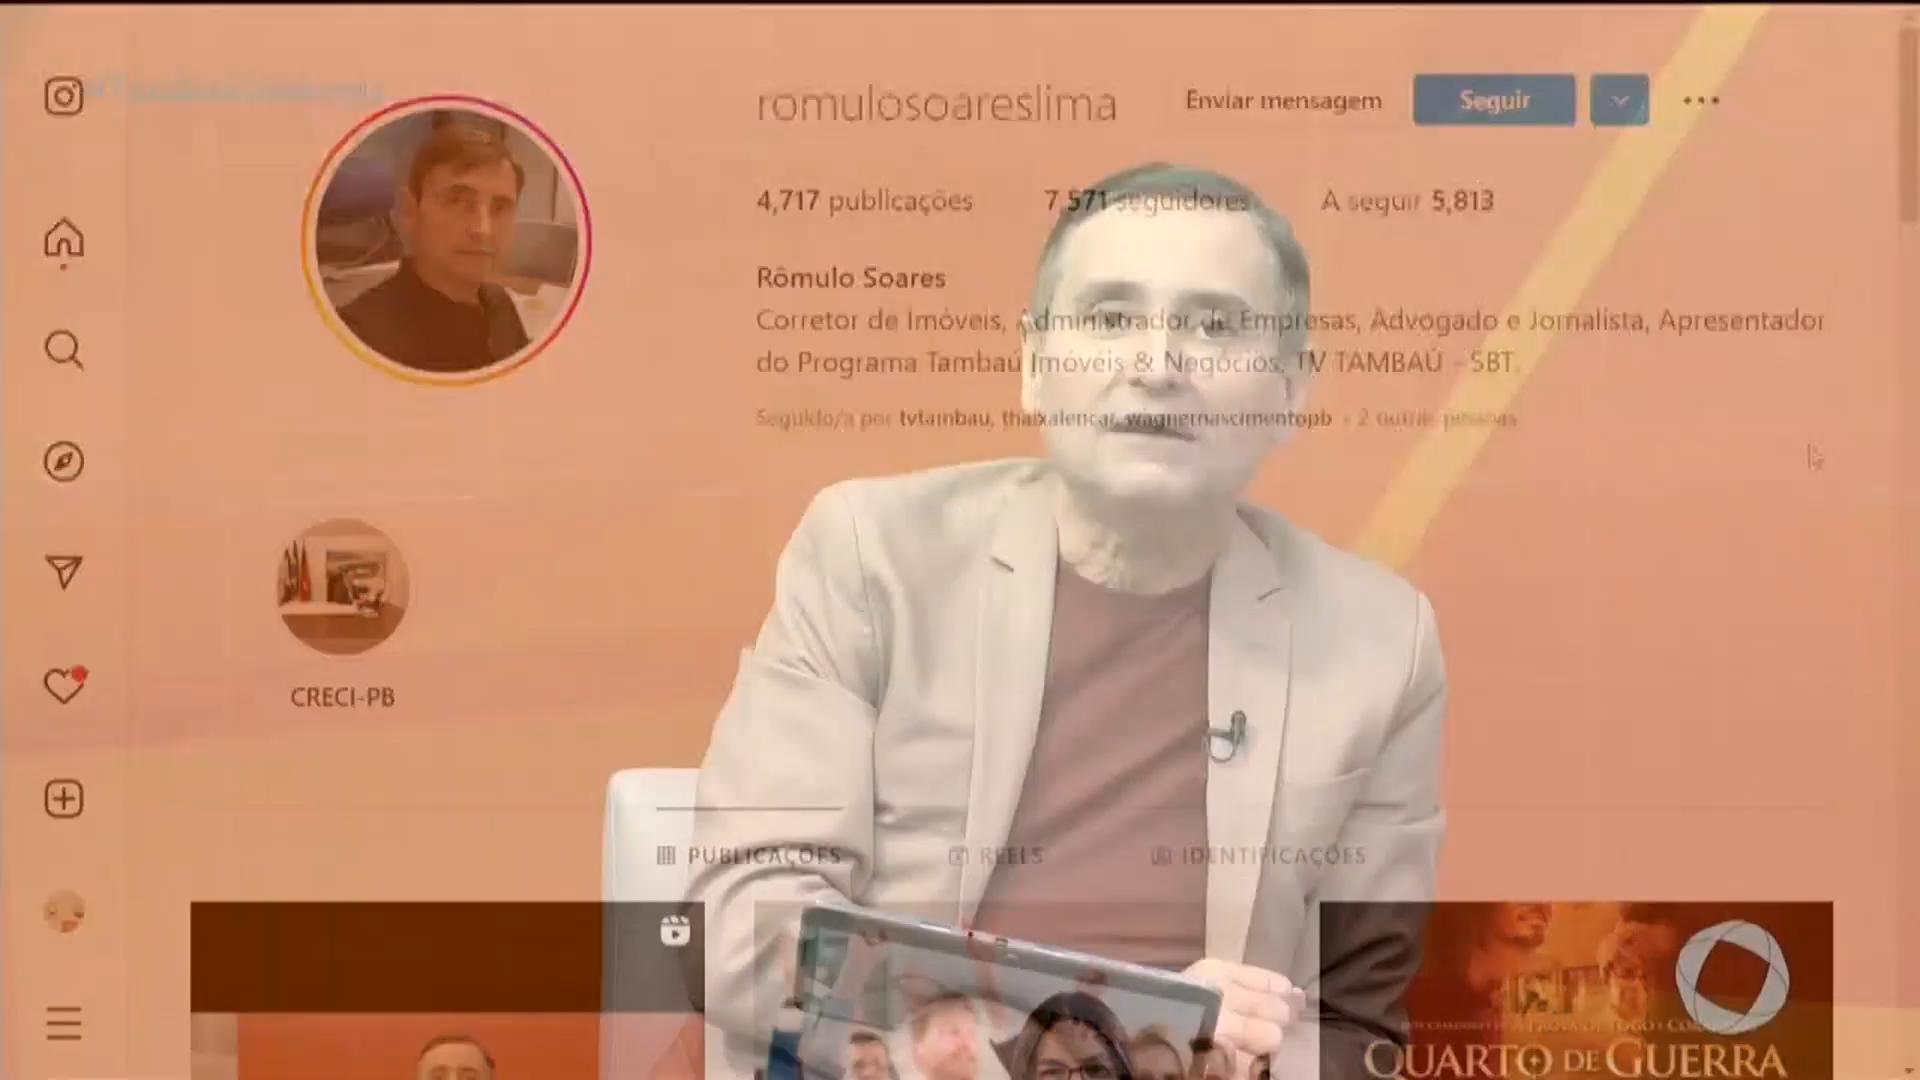 romulosoareslima Enviar mensagem Seguir
4,717 publicações 7,571 seguidores A seguir 5,813
Rômulo Soares
Corretor de Imóveis, Administrador de Empresas, Advogado e Jornalista, Apresentador
do Programa Tambaú Imóveis & Negócios, TV TAMBAÚ - SBT.
Seguido/a por tvtambau, thaixalencar, wagnernascimentopb e 2 outras pessoas
CRECI-PB
PUBLICAÇÕES REELS IDENTIFICAÇÕES
QUARTO DE GUERRA